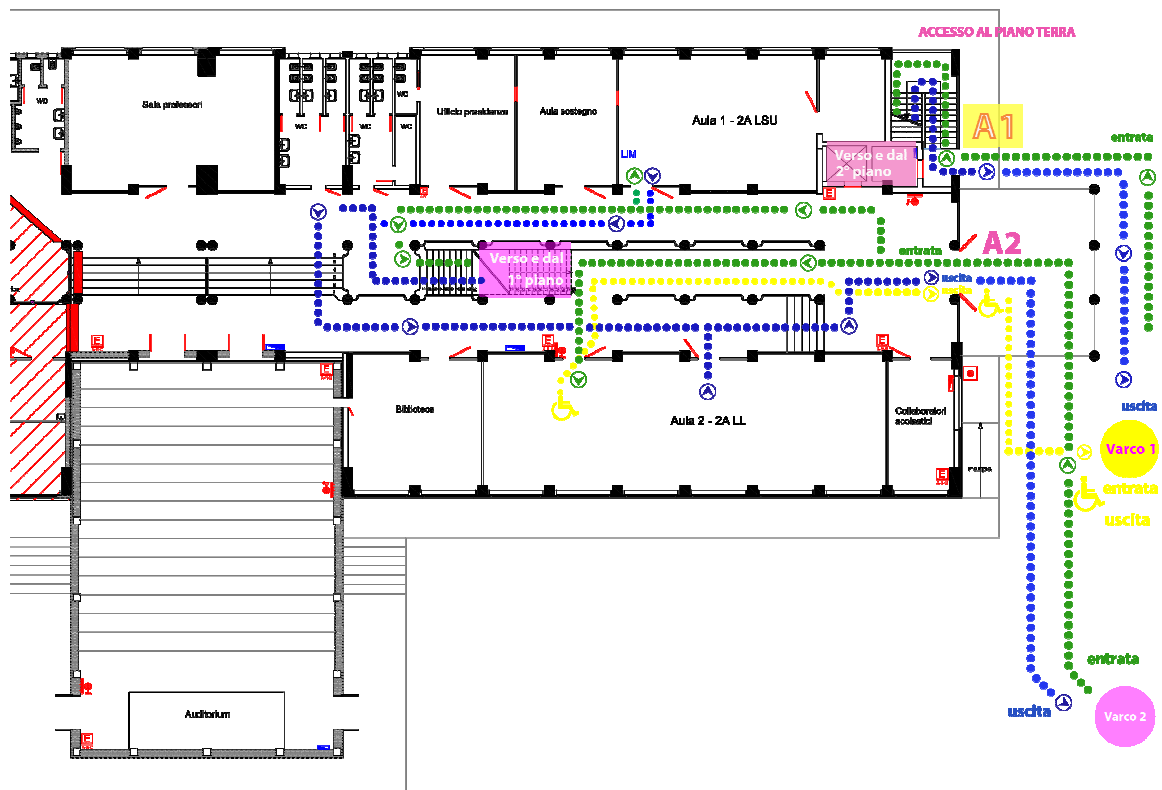 ACCESSO AL PIANO TERRA
WC
Sala professori
WC
WC
WC
WC
Ufficio presidenza
Aula sostegno
Aula 1 - 2A LSU
LIM
A1
entrata
Verso e dal
2° piano
E
E
A2
entrata
Verso e dal
1° piano
uscita
uscita
E
E
E
E
uscita
Biblioteca
Aula 2 - 2A LL
Collaboratori
scolastici
Varco 1
E
Rampa
entrata
uscita
entrata
uscita
Varco 2
Auditorium
E